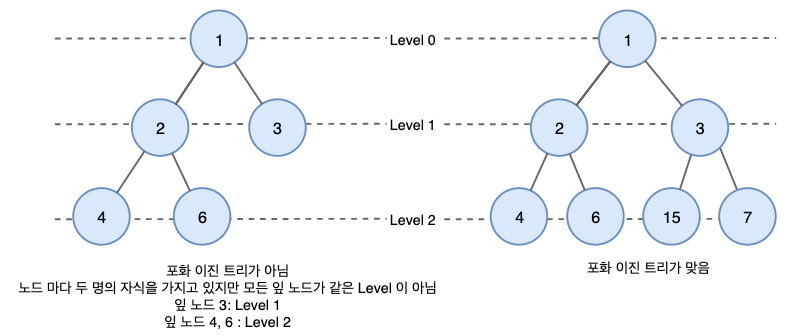 1
Level 0
1
2
3
Level 1
2
3
4
6
Level 2
4
6
15
7
포화 이진 트리가 아님
노드 마다 두 명의 자식을 가지고 있지만 모든 잎 노드가 같은 Level 이 아님
잎 노드 3: Level 1
잎 노드 4, 6 : Level 2
포화 이진 트리가 맞음